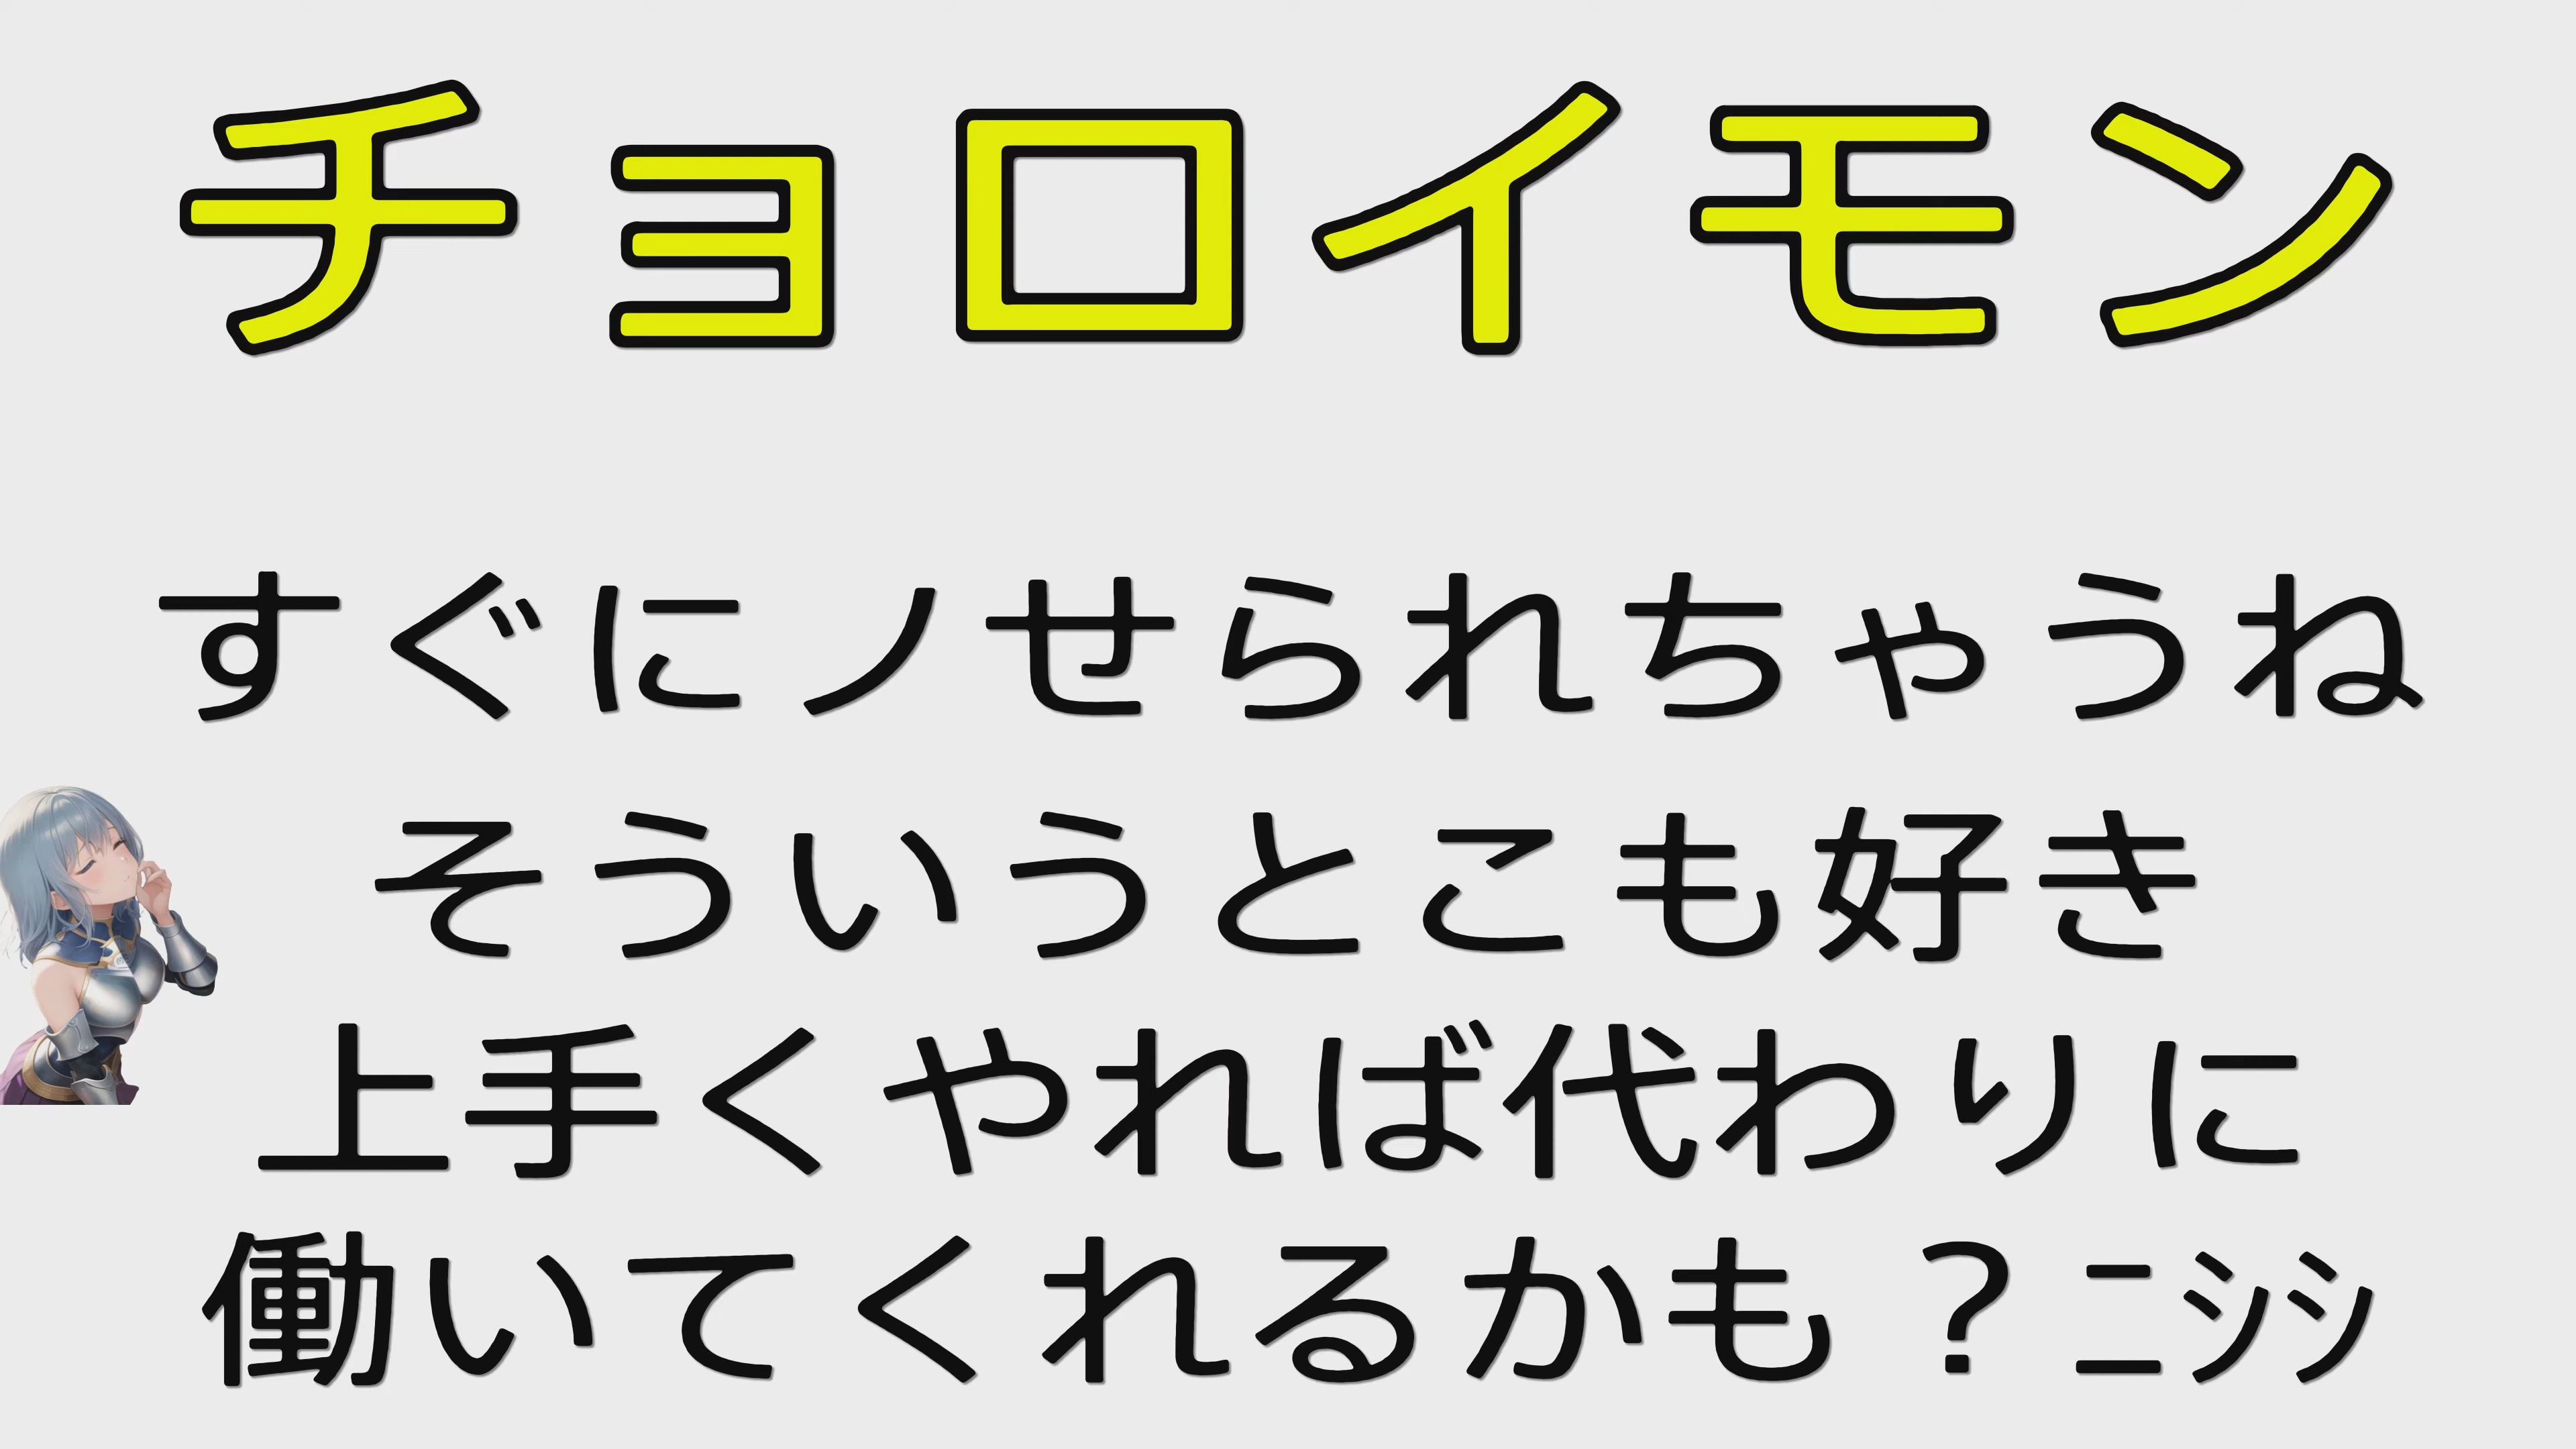 チョロイモン
すぐにノせられちゃうね
そういうとこも好き
上手くやれば代わりに
働いてくれるかも？ﾆｼｼ